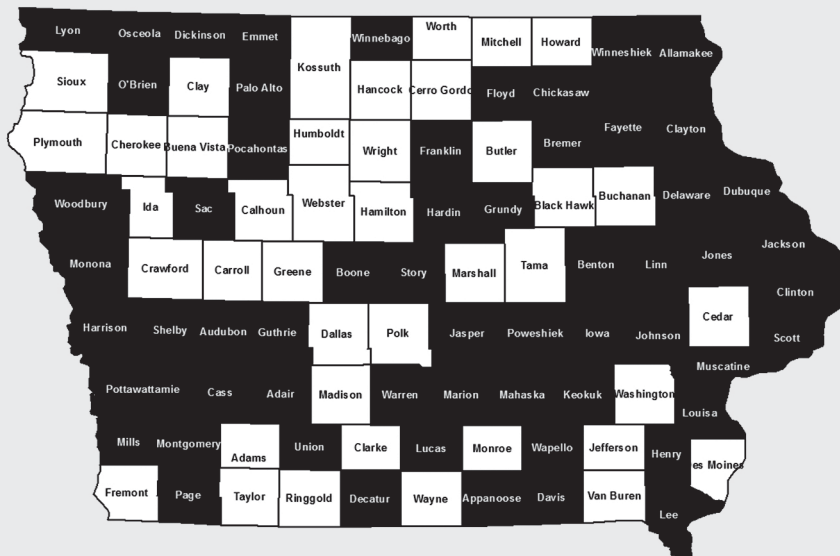 Lyon
Osceola
Dickinson
Emmet
Kossuth
Winnebago
Worth
Mitchell
Howard
Winneshiek
Allamakee
Sioux
O'Brien
Clay
Palo Alto
Hancock
Cerro Gordo
Floyd
Chickasaw
Plymouth
Cherokee
Buena Vista
Pocahontas
Humboldt
Wright
Franklin
Butler
Bremer
Fayette
Clayton
Woodbury
Ida
Sac
Calhoun
Webster
Hamilton
Hardin
Grundy
Black Hawk
Buchanan
Delaware
Dubuque
Monona
Crawford
Carroll
Greene
Boone
Story
Marshall
Tama
Benton
Linn
Jones
Jackson
Clinton
Harrison
Shelby
Audubon
Guthrie
Dallas
Polk
Jasper
Poweshiek
Iowa
Johnson
Cedar
Scott
Muscatine
Pottawattamie
Cass
Adair
Madison
Warren
Marion
Mahaska
Keokuk
Washington
Louisa
Mills
Montgomery
Adams
Union
Clarke
Lucas
Monroe
Wapello
Jefferson
Henry
es Moines
Fremont
Page
Taylor
Ringgold
Decatur
Wayne
Appanoose
Davis
Van Buren
Lee